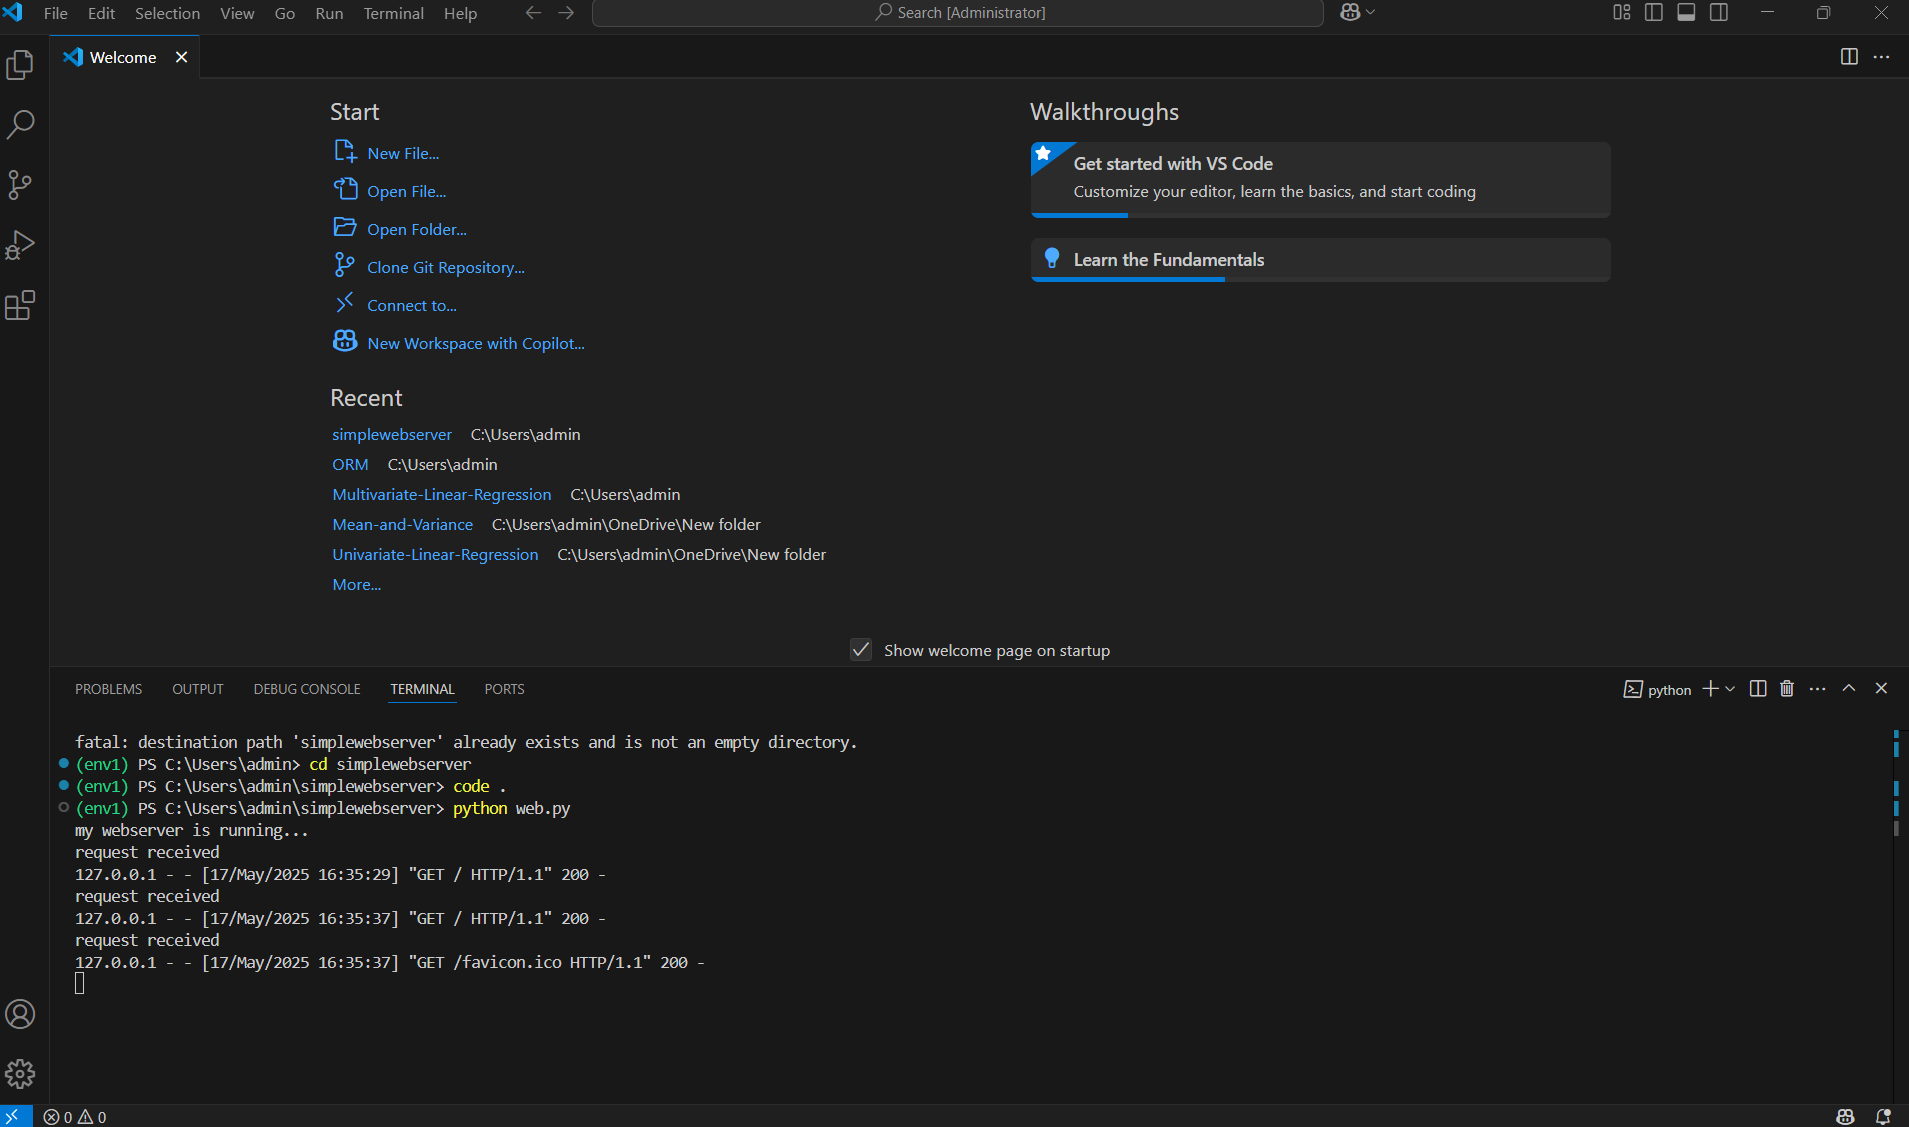 File Edit Selection View Go Run Terminal Help Search [Administrator]
Welcome
Start
New File...
Open File...
Open Folder...
Clone Git Repository...
Connect to...
New Workspace with Copilot...
Recent
simplewebserver C:\Users\admin
ORM C:\Users\admin
Multivariate-Linear-Regression C:\Users\admin
Mean-and-Variance C:\Users\admin\OneDrive\New folder
Univariate-Linear-Regression C:\Users\admin\OneDrive\New folder
More...
Walkthroughs
Get started with VS Code
Customize your editor, learn the basics, and start coding
Learn the Fundamentals
Show welcome page on startup
PROBLEMS OUTPUT DEBUG CONSOLE TERMINAL PORTS python
fatal: destination path 'simplewebserver' already exists and is not an empty directory.
(env1) PS C:\Users\admin> cd simplewebserver
(env1) PS C:\Users\admin\simplewebserver> code .
(env1) PS C:\Users\admin\simplewebserver> python web.py
my webserver is running...
request received
127.0.0.1 - - [17/May/2025 16:35:29] "GET / HTTP/1.1" 200 -
request received
127.0.0.1 - - [17/May/2025 16:35:37] "GET / HTTP/1.1" 200 -
request received
127.0.0.1 - - [17/May/2025 16:35:37] "GET /favicon.ico HTTP/1.1" 200 -
0 0